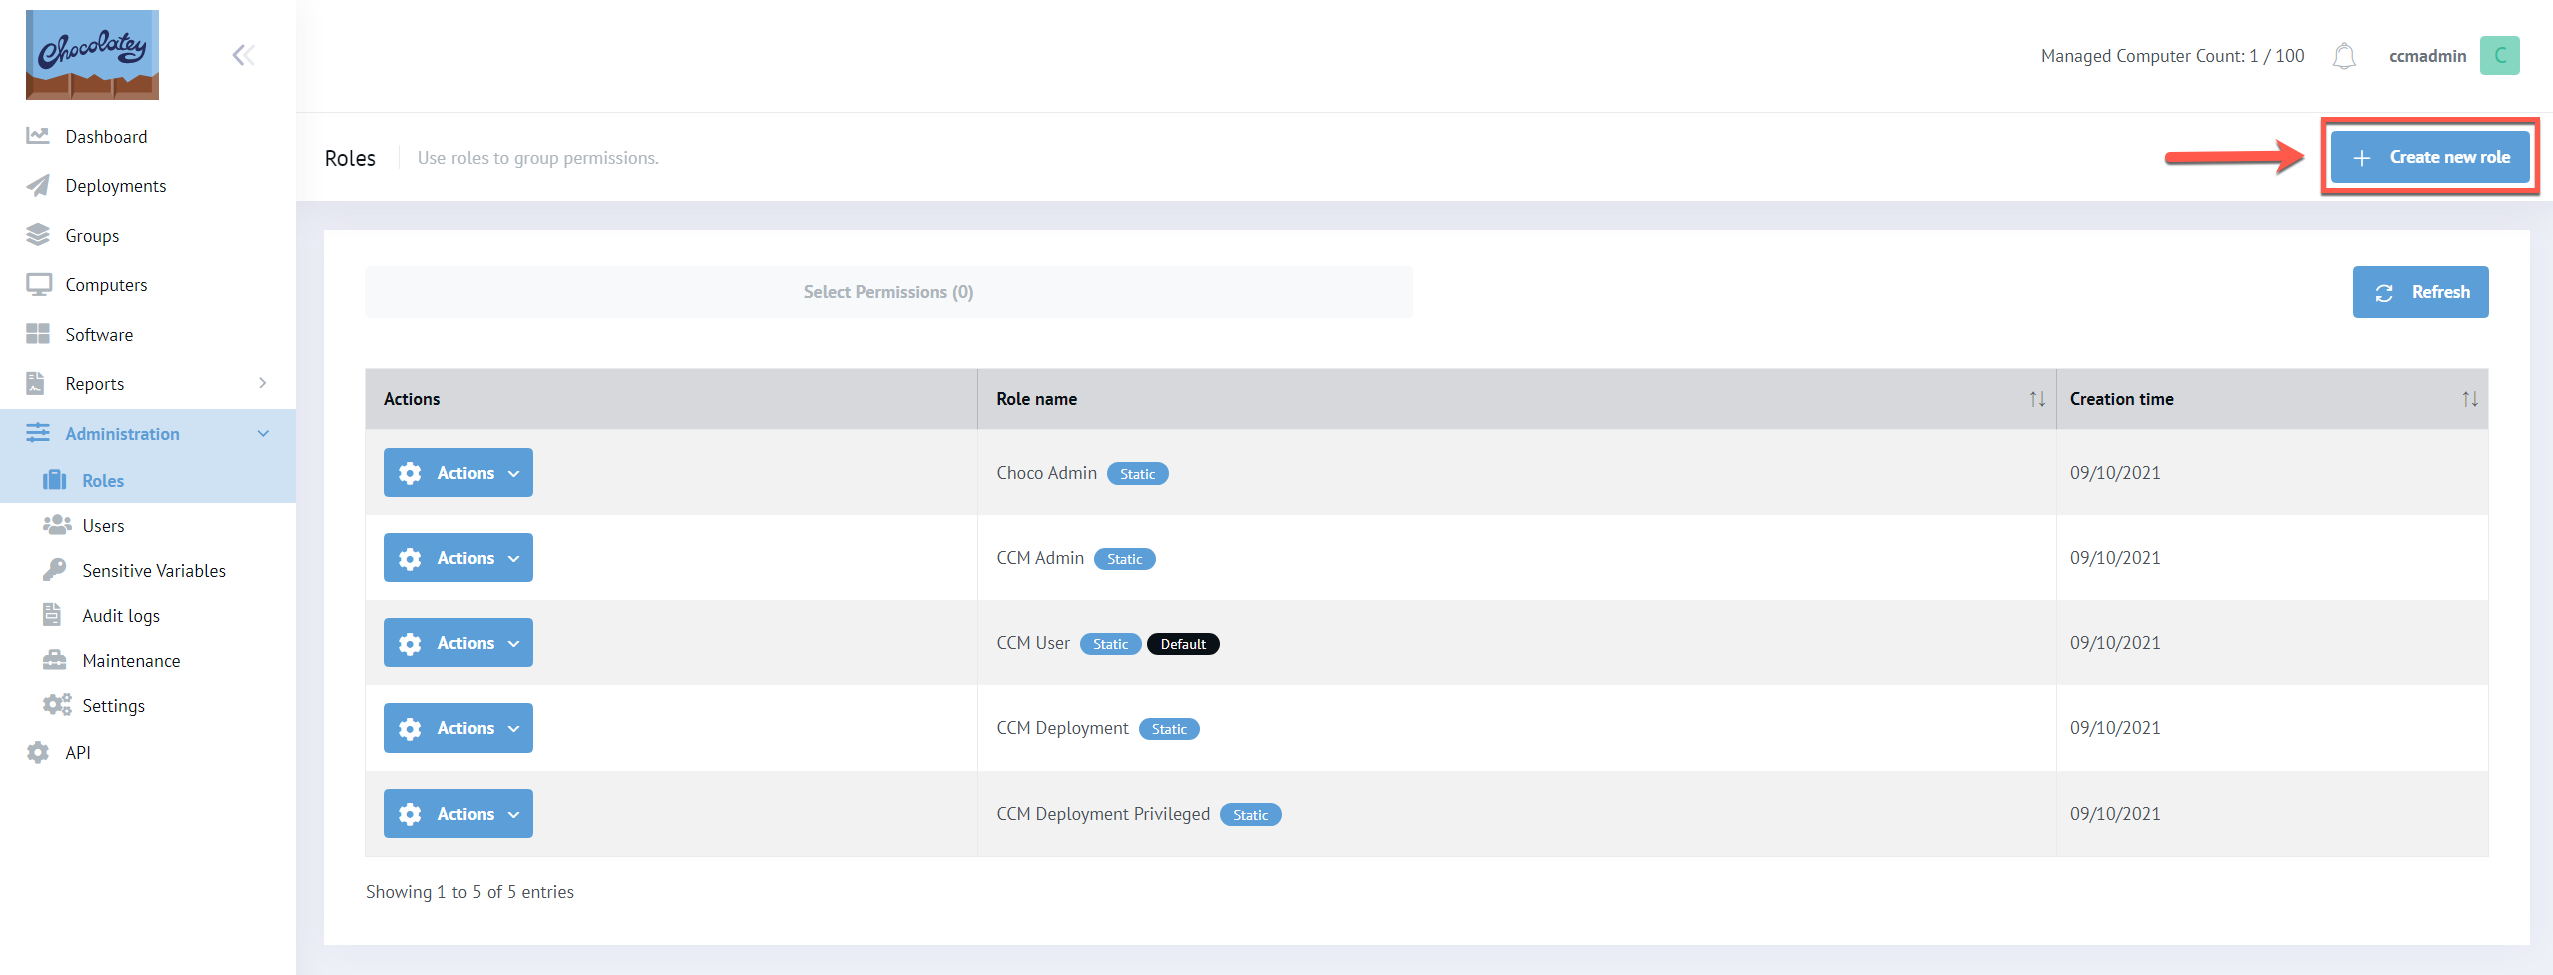 Chocolatey
Managed Computer Count: 1 / 100
ccmadmin
C
Dashboard
Deployments
Groups
Computers
Software
Reports
Administration
Roles
Users
Sensitive Variables
Audit logs
Maintenance
Settings
API
Roles
Use roles to group permissions.
Create new role
Select Permissions (0)
Refresh
Actions Role name Creation time
Actions Choco Admin Static 09/10/2021
Actions CCM Admin Static 09/10/2021
Actions CCM User Static Default 09/10/2021
Actions CCM Deployment Static 09/10/2021
Actions CCM Deployment Privileged Static 09/10/2021
Showing 1 to 5 of 5 entries